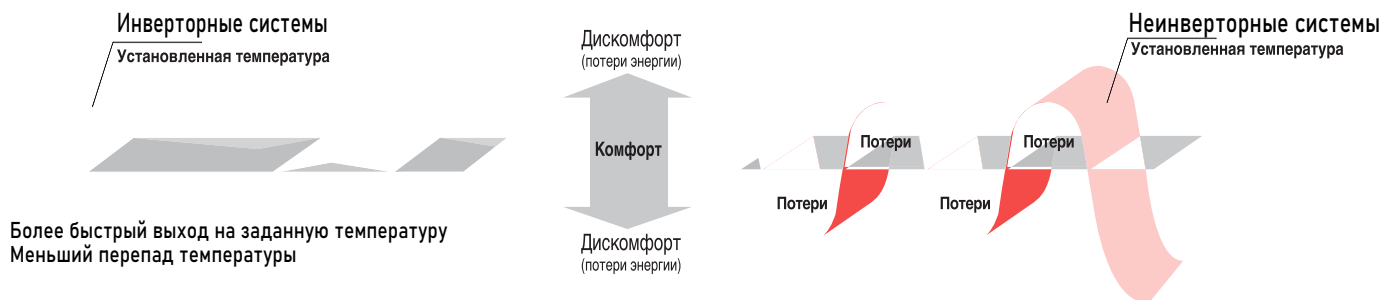 Инверторные системы
Установленная температура
Более быстрый выход на заданную температуру
Меньший перепад температуры
Дискомфорт
(потери энергии)
Комфорт
Дискомфорт
(потери энергии)
Неинверторные системы
Установленная температура
Потери
Потери
Потери
Потери